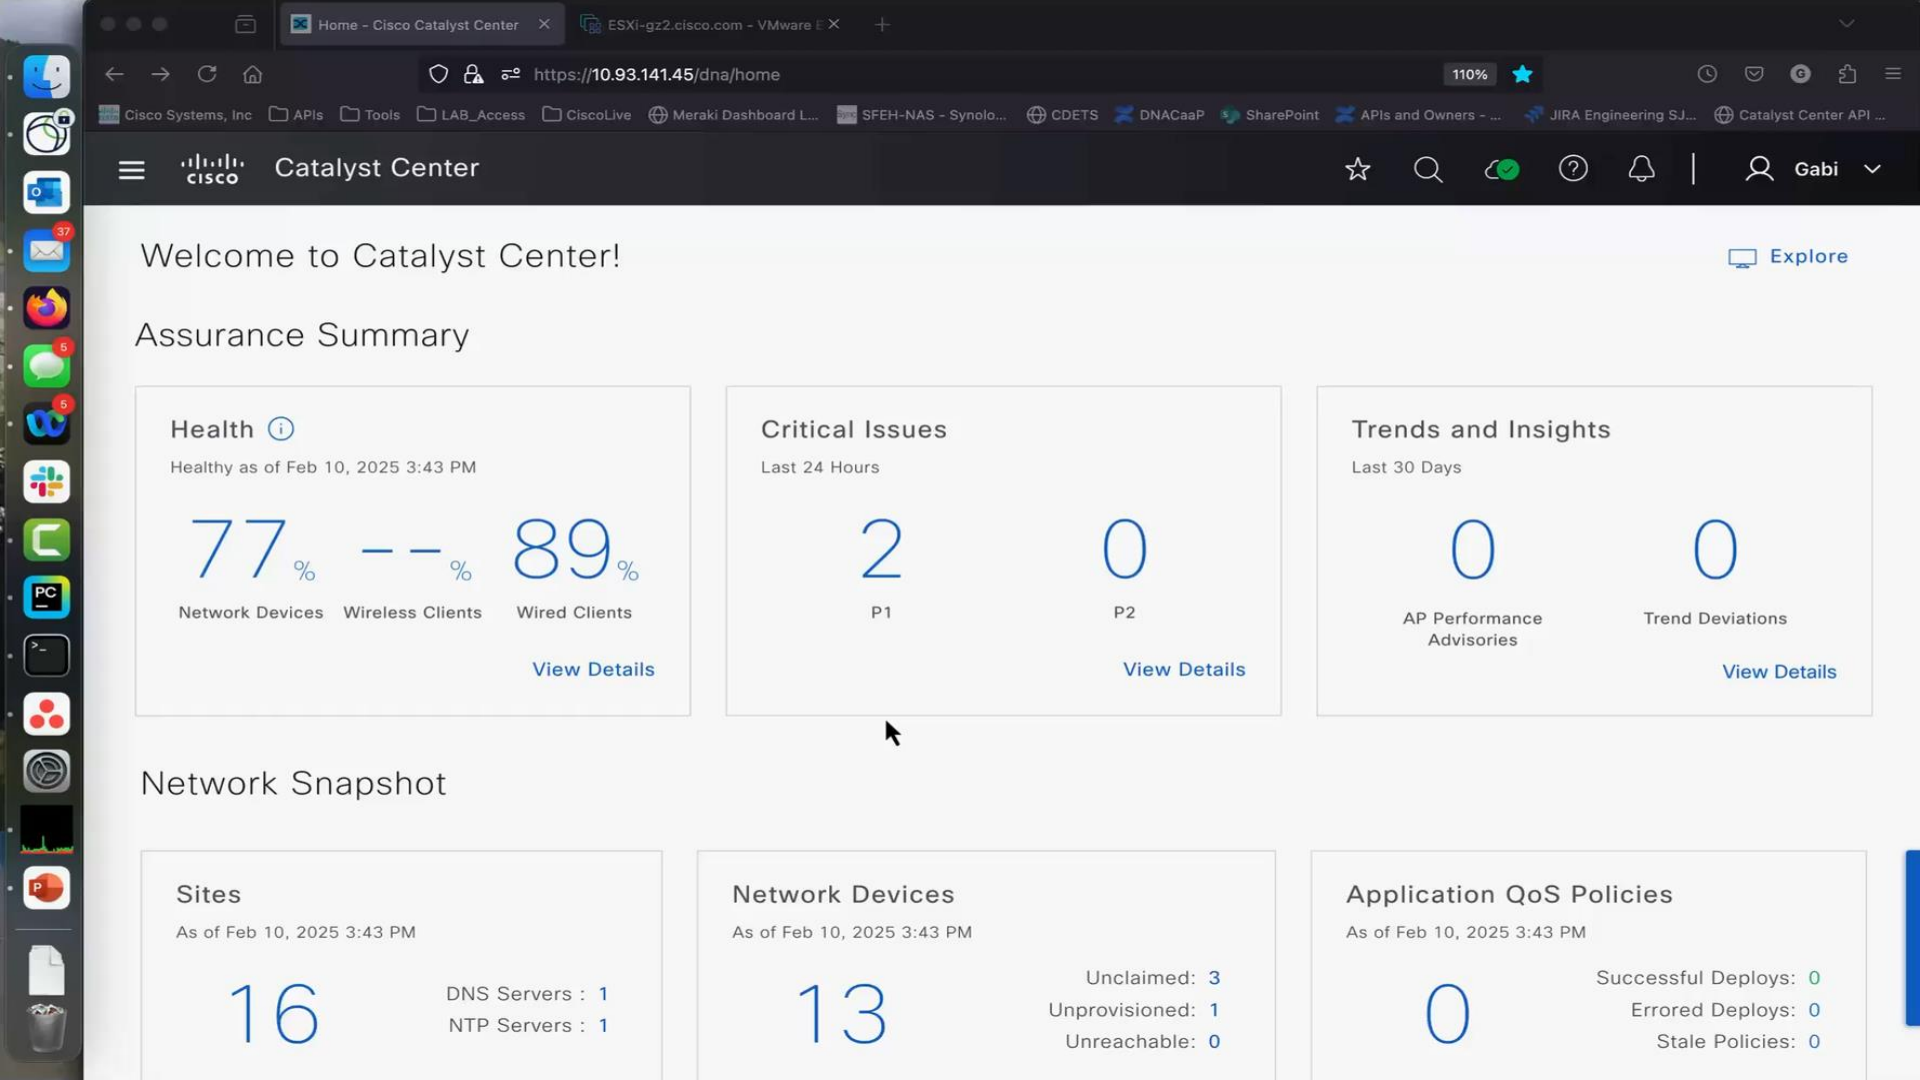 Home - Cisco Catalyst Center
ESXi-gz2.cisco.com - VMware E
https://10.93.141.45/dna/home
110%
G
Cisco Systems, Inc
APIs
Tools
LAB_Access
CiscoLive
Meraki Dashboard L...
SFEH-NAS - Synolo...
CDETS
DNACaaP
SharePoint
APIs and Owners - ...
JIRA Engineering SJ...
Catalyst Center API ...
cisco
Catalyst Center
Gabi
37
5
5
PC
Welcome to Catalyst Center!
Explore
Assurance Summary
Health
Healthy as of Feb 10, 2025 3:43 PM
77% --% 89%
Network Devices Wireless Clients Wired Clients
View Details
Critical Issues
Last 24 Hours
2 0
P1 P2
View Details
Trends and Insights
Last 30 Days
0 0
AP Performance
Advisories
Trend Deviations
View Details
Network Snapshot
Sites
As of Feb 10, 2025 3:43 PM
16
DNS Servers : 1
NTP Servers : 1
Network Devices
As of Feb 10, 2025 3:43 PM
13
Unclaimed: 3
Unprovisioned: 1
Unreachable: 0
Application QoS Policies
As of Feb 10, 2025 3:43 PM
0
Successful Deploys: 0
Errored Deploys: 0
Stale Policies: 0